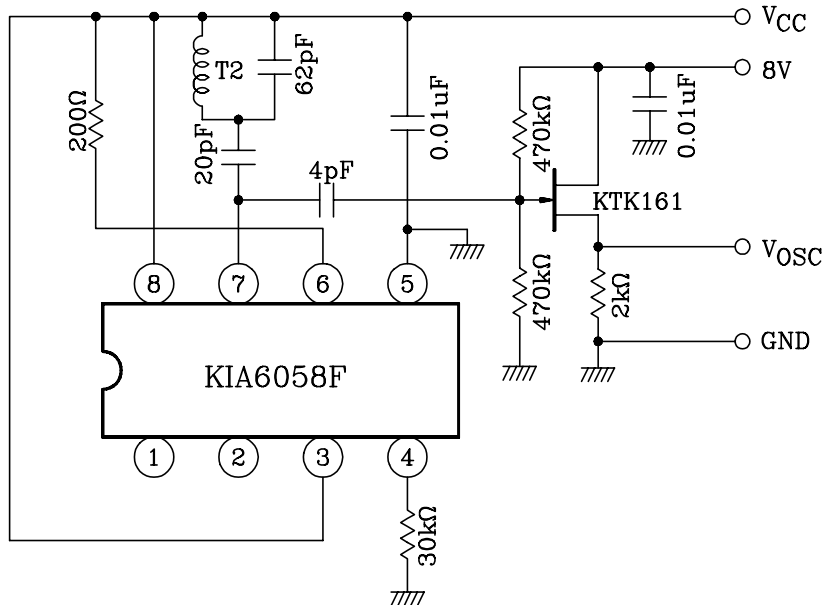 VCC
8V
T2
62pF
200Ω
20pF
0.01uF
470kΩ
0.01uF
4pF
KTK161
VOSC
470kΩ
2kΩ
GND
8
7
6
5
KIA6058F
1
2
3
4
30kΩ